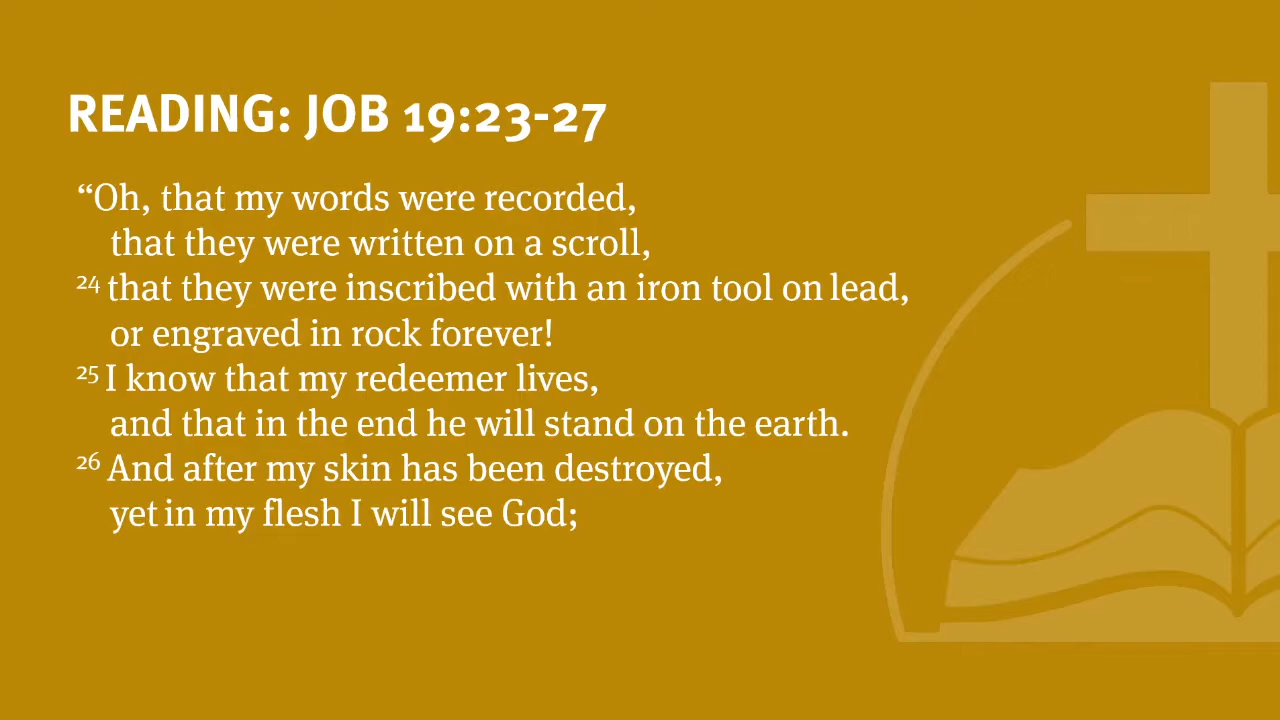 READING: JOB 19:23-27
“Oh, that my words were recorded,
that they were written on a scroll,
24 that they were inscribed with an iron tool on lead,
or engraved in rock forever!
25 I know that my redeemer lives,
and that in the end he will stand on the earth.
26 And after my skin has been destroyed,
yet in my flesh I will see God;